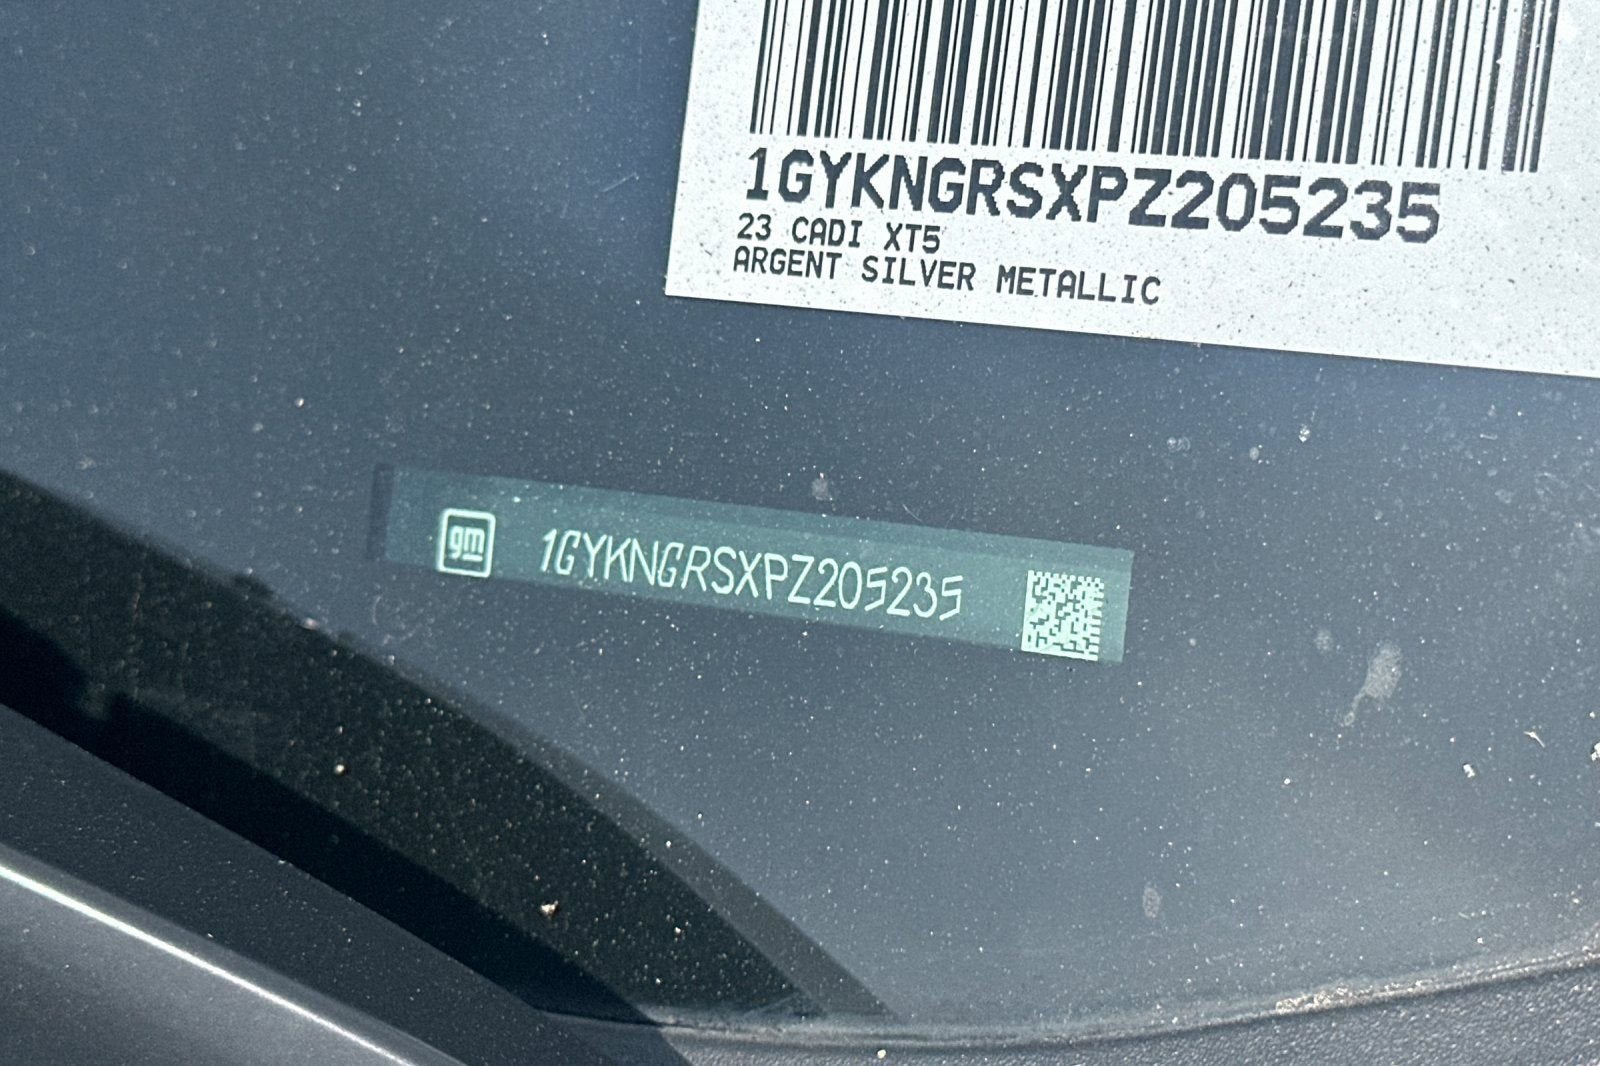 1GYKNGRSXPZ205235
23 CADI XT5
ARGENT SILVER METALLIC
gm 1GYKNGRSXPZ205235